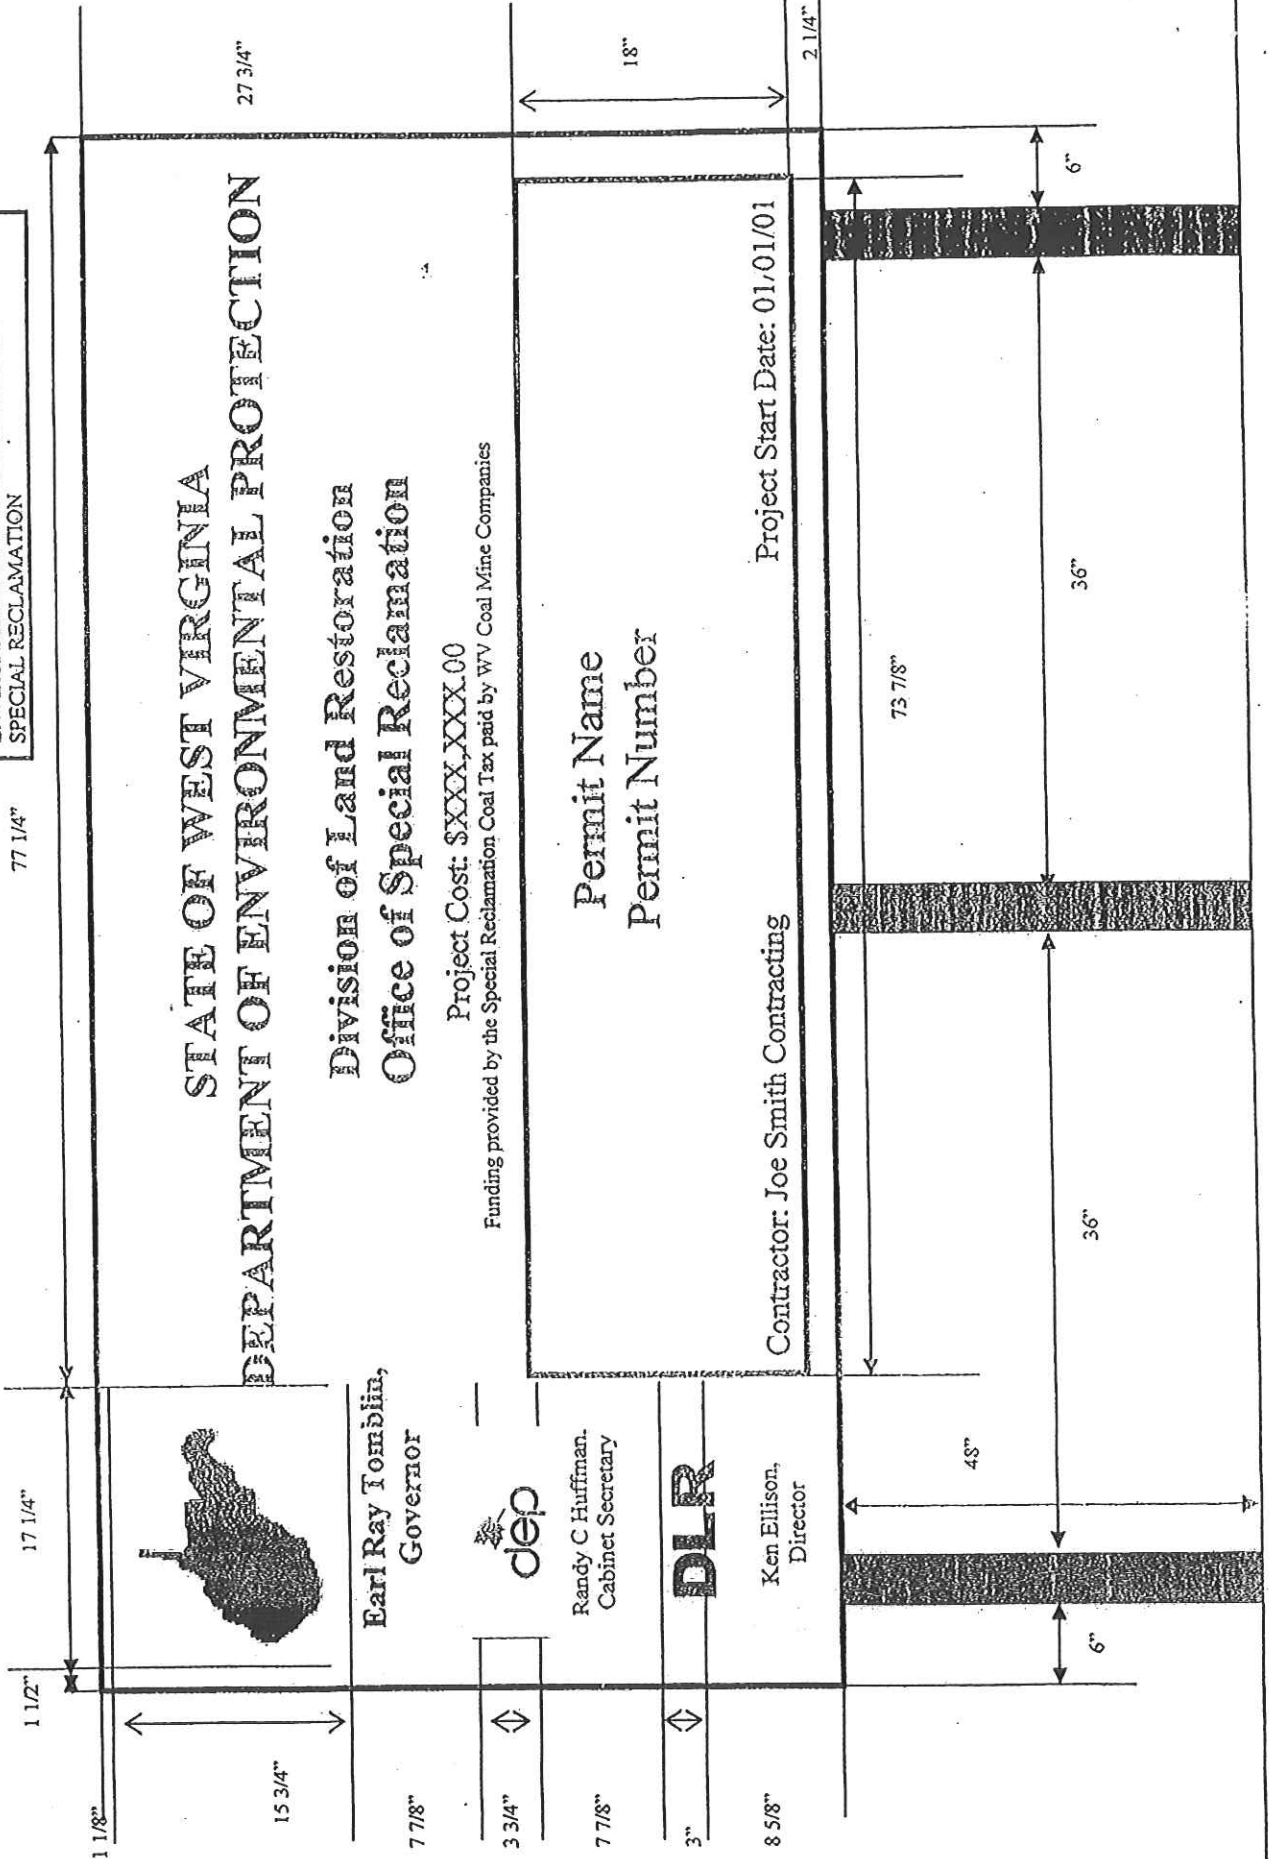 SPECIAL RECLAMATION
77 1/4"
17 1/4"
1 1/2"
1 1/8"
15 3/4"
7 7/8"
3 3/4"
7 7/8"
3"
8 5/8"
27 3/4"
18"
2 1/4"
STATE OF WEST VIRGINIA
DEPARTMENT OF ENVIRONMENTAL PROTECTION
Division of Land Restoration
Office of Special Reclamation
Project Cost: $XXX,XXX.00
Funding provided by the Special Reclamation Coal Tax paid by WV Coal Mine Companies
Earl Ray Tomblin,
Governor
dep
Randy C Huffman.
Cabinet Secretary
DLR
Ken Ellison,
Director
Permit Name
Permit Number
Contractor: Joe Smith Contracting
Project Start Date: 01/01/01
73 7/8"
6"
36"
36"
6"
48"